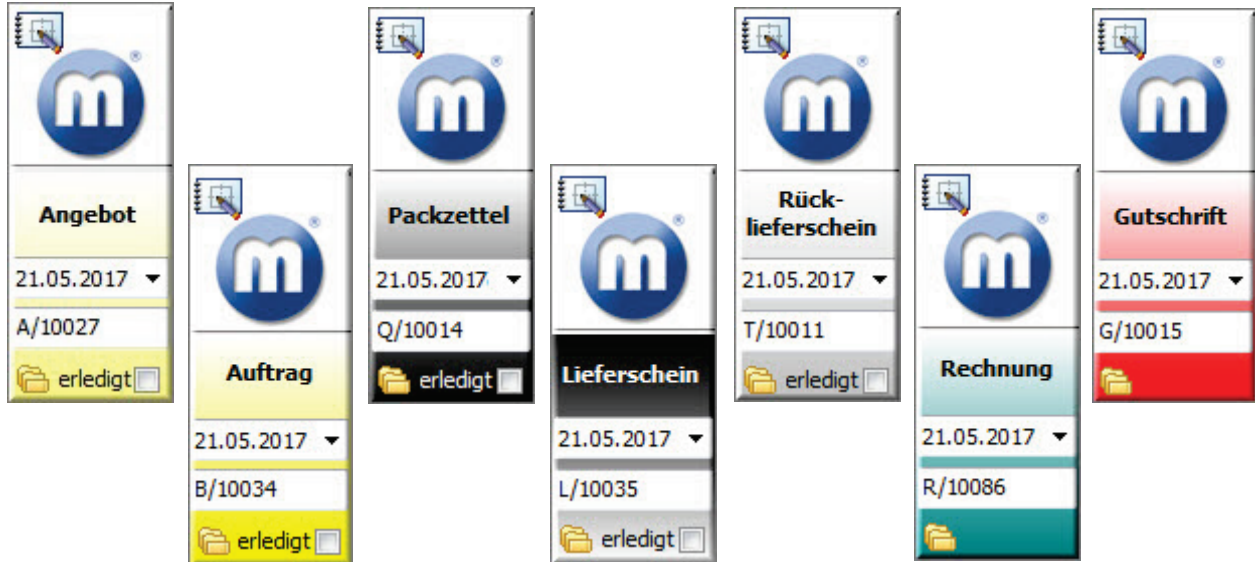 m
®
Angebot
21.05.2017
A/10027
erledigt
m
®
Auftrag
21.05.2017
B/10034
erledigt
m
®
Packzettel
21.05.2017
Q/10014
erledigt
m
®
Lieferschein
21.05.2017
L/10035
erledigt
m
®
Rück-
lieferschein
21.05.2017
T/10011
erledigt
m
®
Rechnung
21.05.2017
R/10086
m
®
Gutschrift
21.05.2017
G/10015